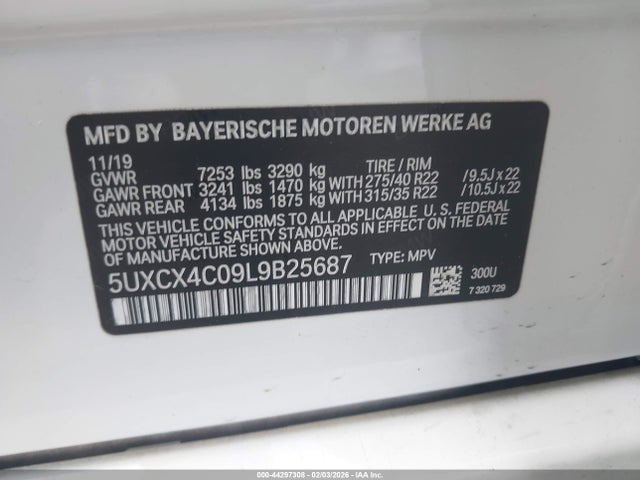 MFD BY BAYERISCHE MOTOREN WERKE AG
11/19 TIRE / RIM
GVWR 7253 lbs 3290 kg
GAWR FRONT 3241 lbs 1470 kg WITH 275/40 R22 /9.5J x 22
GAWR REAR 4134 lbs 1875 kg WITH 315/35 R22 /10.5J x 22
THIS VEHICLE CONFORMS TO ALL APPLICABLE U. S. FEDERAL
MOTOR VEHICLE SAFETY STANDARDS IN EFFECT ON THE DATE
OF MANUFACTURE SHOWN ABOVE.
5UXCX4C09L9B25687 TYPE: MPV
300U
7 320 729
000-44297308 - 02/03/2026 - IAA Inc.